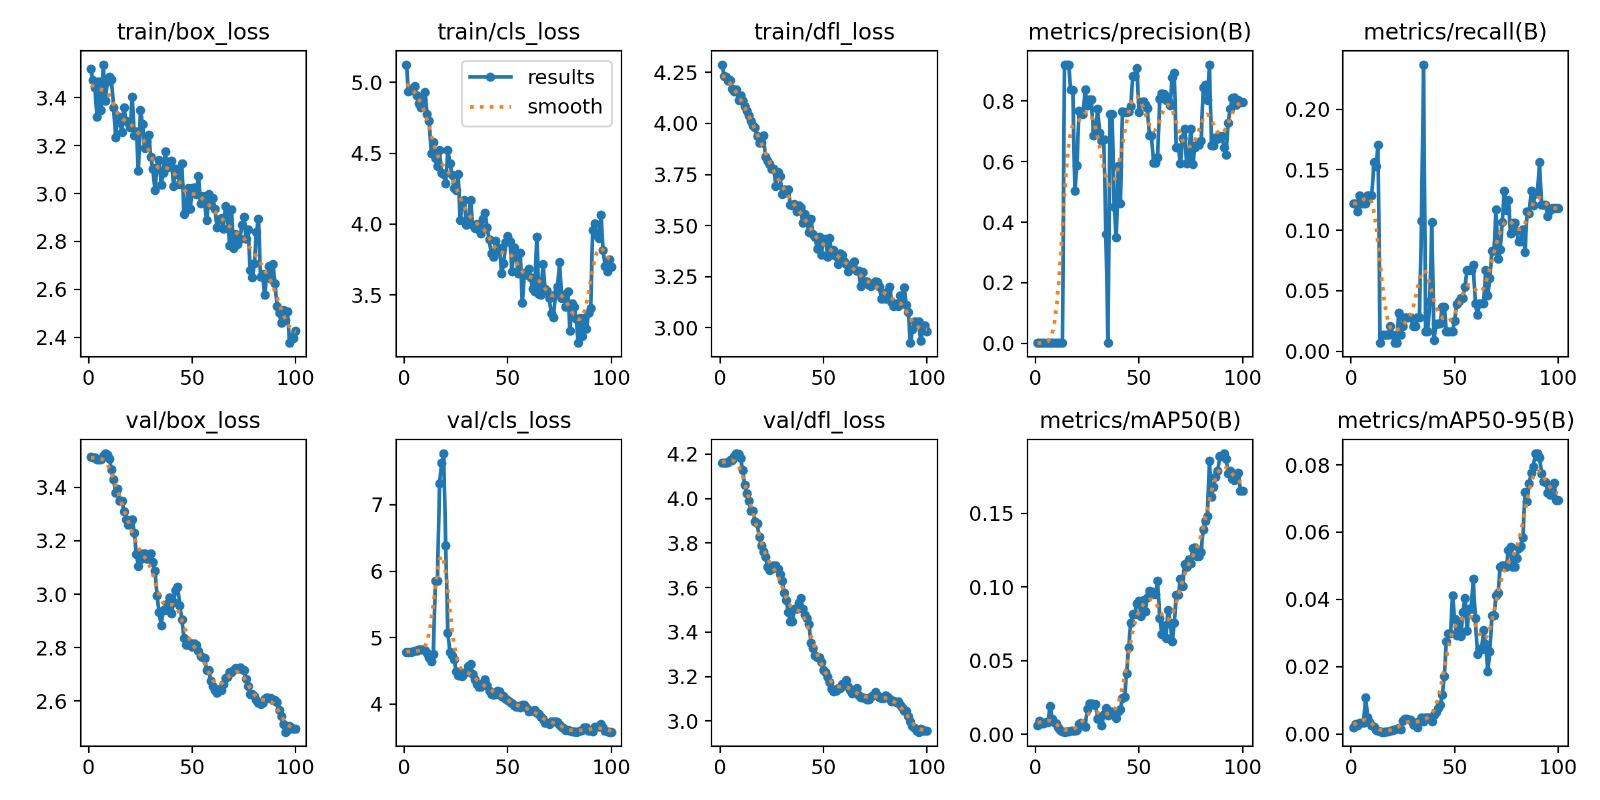 train/box_loss
train/cls_loss
train/dfl_loss
metrics/precision(B)
metrics/recall(B)
3.4
3.2
3.0
2.8
2.6
2.4
0 50 100
5.0
4.5
4.0
3.5
results
smooth
0 50 100
4.25
4.00
3.75
3.50
3.25
3.00
0 50 100
0.8
0.6
0.4
0.2
0.0
0 50 100
0.20
0.15
0.10
0.05
0.00
0 50 100
val/box_loss
val/cls_loss
val/dfl_loss
metrics/mAP50(B)
metrics/mAP50-95(B)
3.4
3.2
3.0
2.8
2.6
0 50 100
7
6
5
4
0 50 100
4.2
4.0
3.8
3.6
3.4
3.2
3.0
0 50 100
0.15
0.10
0.05
0.00
0 50 100
0.08
0.06
0.04
0.02
0.00
0 50 100